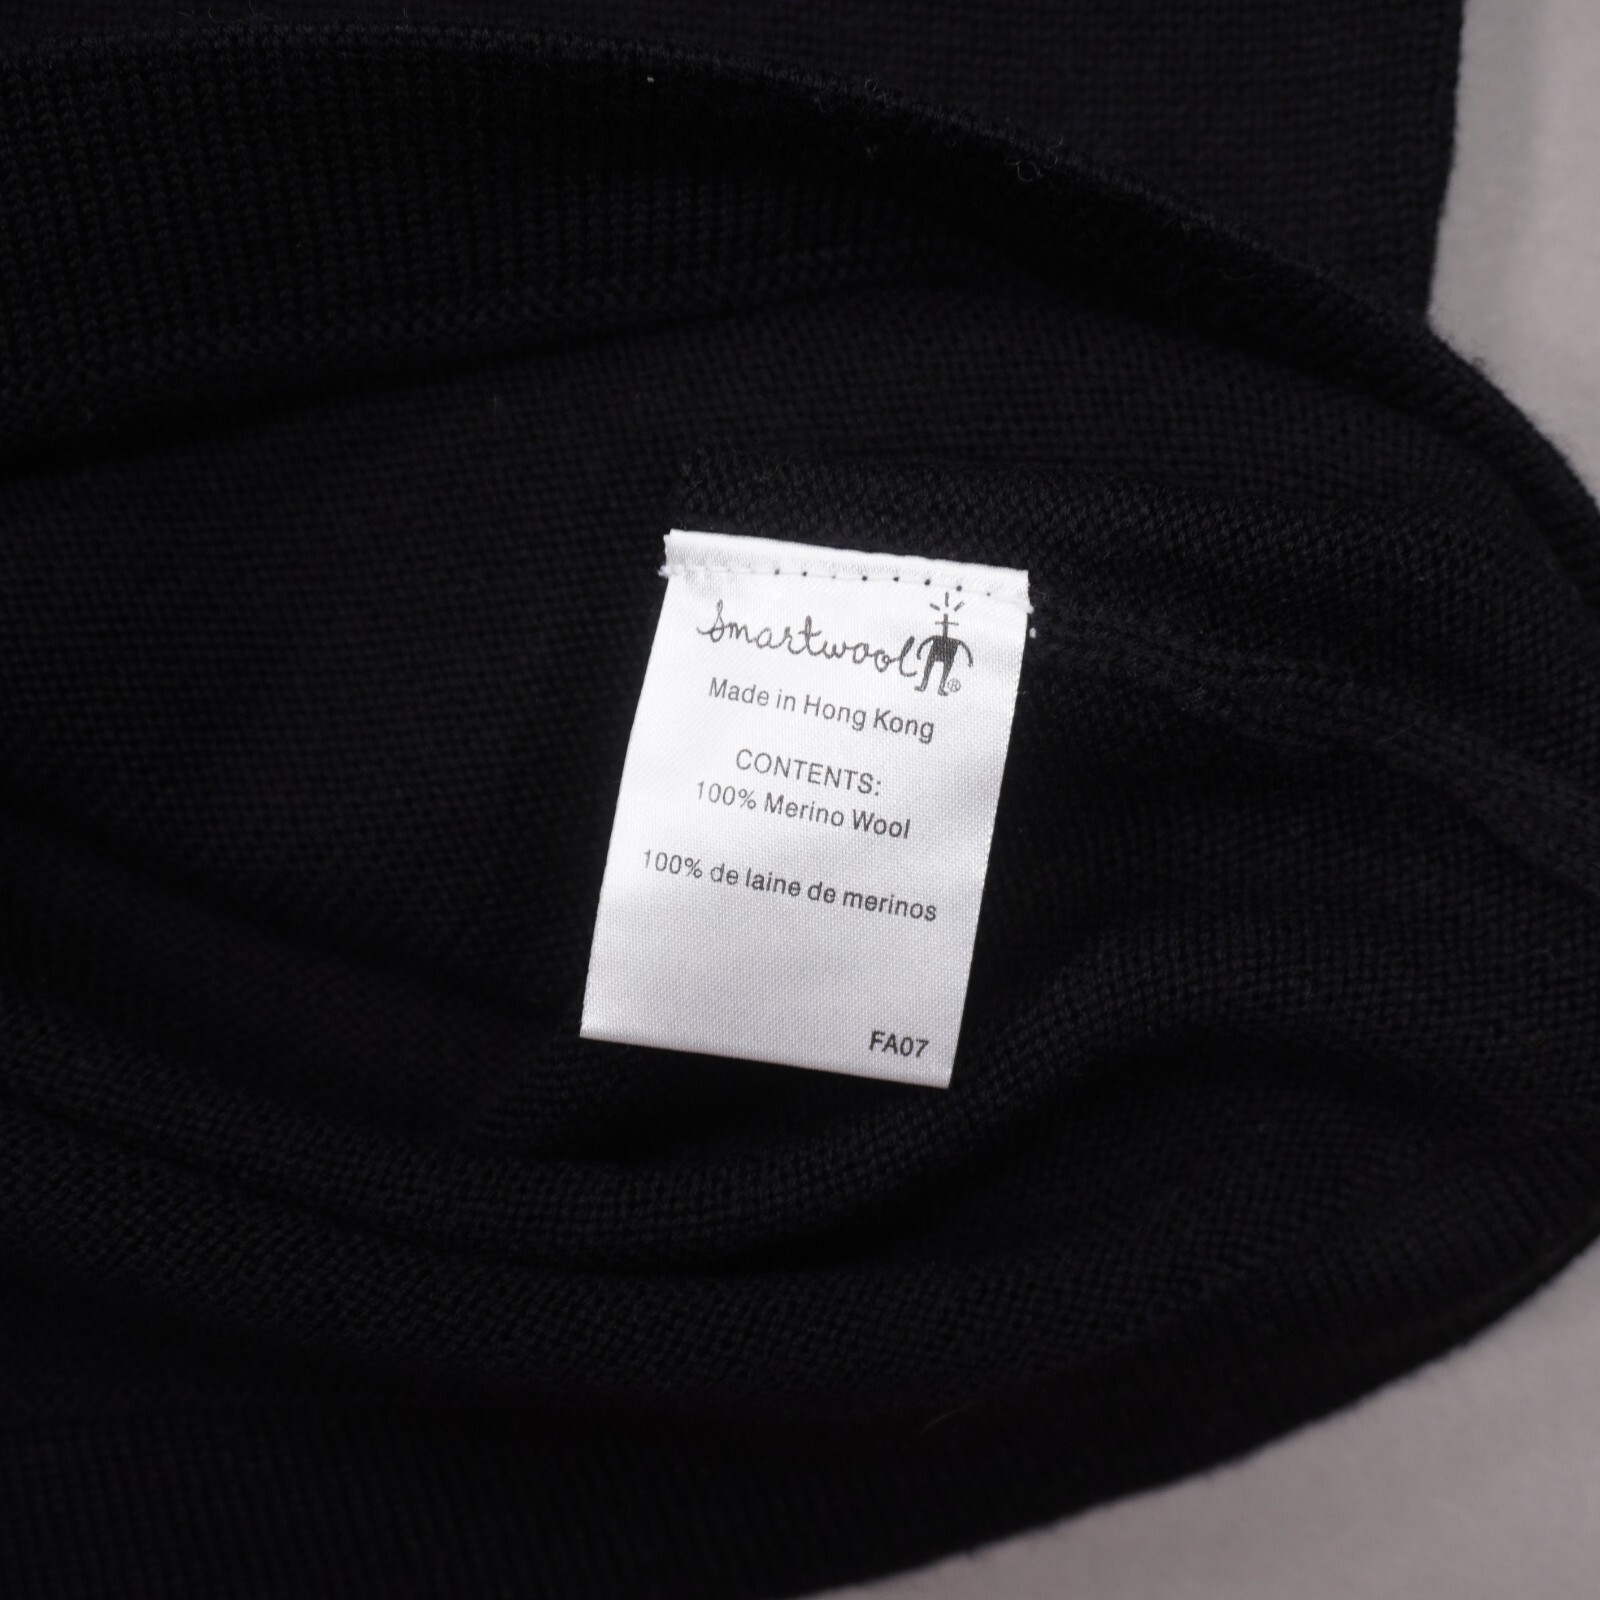 Smartwool®
Made in Hong Kong
CONTENTS:
100% Merino Wool
100% de laine de merinos
FA07